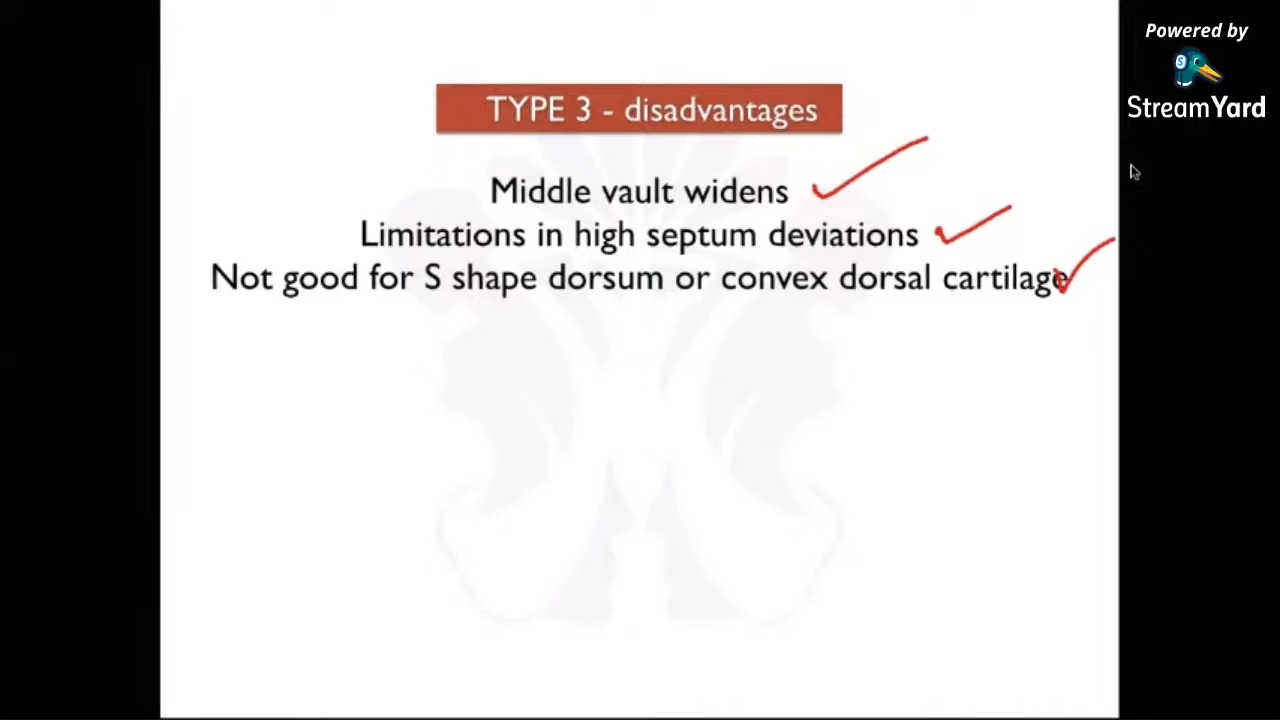 Powered by
StreamYard
TYPE 3 - disadvantages
Middle vault widens
Limitations in high septum deviations
Not good for S shape dorsum or convex dorsal cartilage